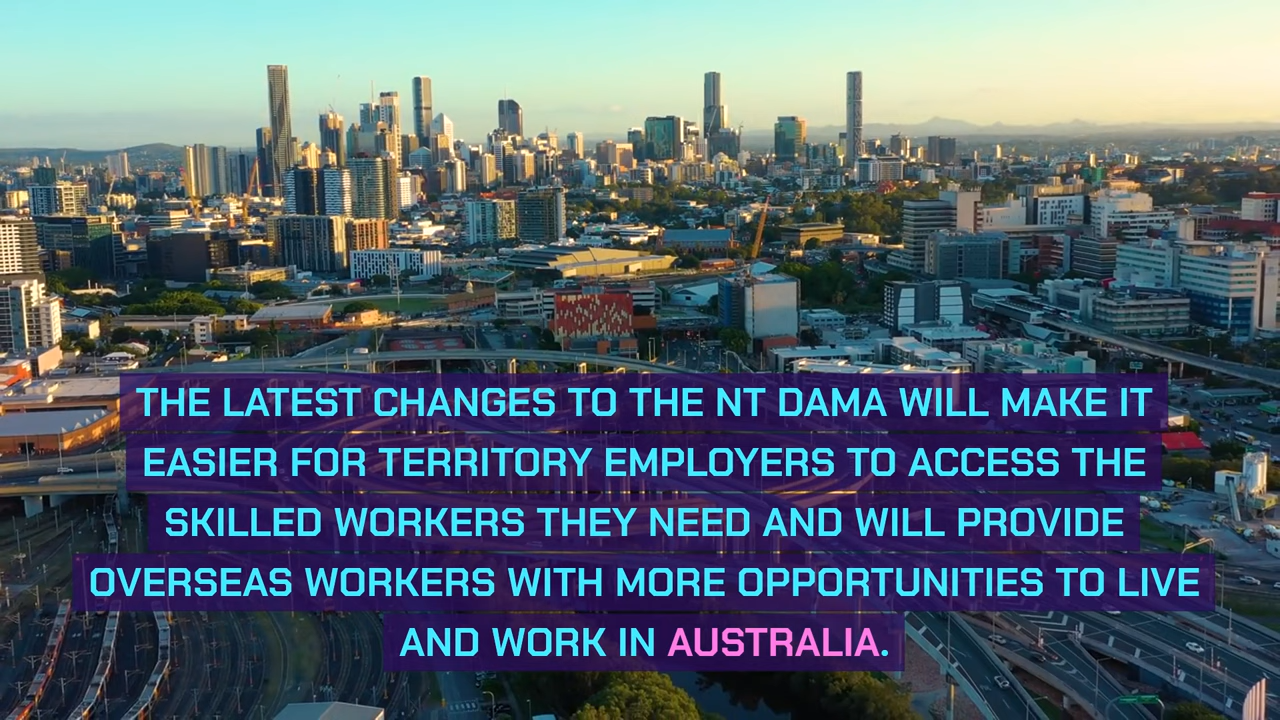 THE LATEST CHANGES TO THE NT DAMA WILL MAKE IT
EASIER FOR TERRITORY EMPLOYERS TO ACCESS THE
SKILLED WORKERS THEY NEED AND WILL PROVIDE
OVERSEAS WORKERS WITH MORE OPPORTUNITIES TO LIVE
AND WORK IN AUSTRALIA.